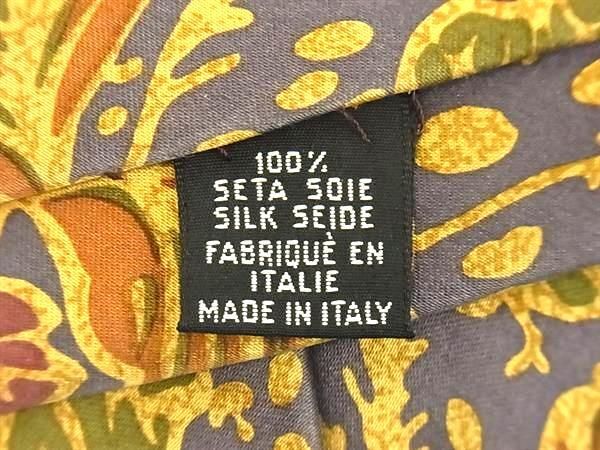 100%
SETA SOIE
SILK SEIDE
FABRIQUÈ EN
ITALIE
MADE IN ITALY